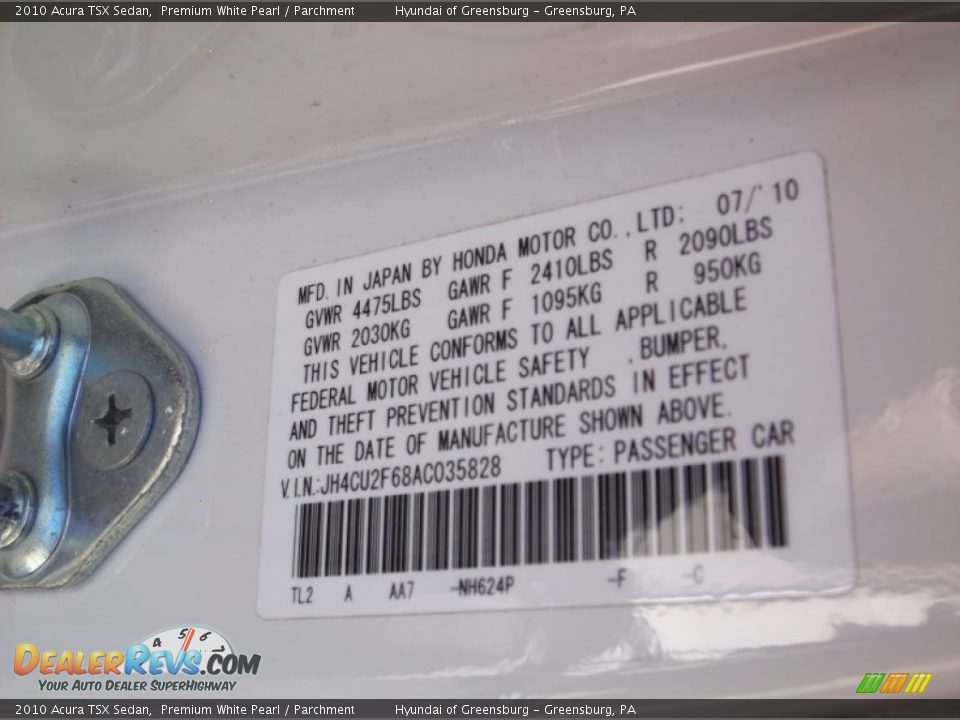 2010 Acura TSX Sedan, Premium White Pearl / Parchment Hyundai of Greensburg - Greensburg, PA
MFD. IN JAPAN BY HONDA MOTOR CO., LTD: 07/'10
GVWR 4475LBS GAWR F 2410LBS R 2090LBS
GVWR 2030KG GAWR F 1095KG R 950KG
THIS VEHICLE CONFORMS TO ALL APPLICABLE
FEDERAL MOTOR VEHICLE SAFETY ,BUMPER,
AND THEFT PREVENTION STANDARDS IN EFFECT
ON THE DATE OF MANUFACTURE SHOWN ABOVE.
V.I.N.:JH4CU2F68AC035828 TYPE: PASSENGER CAR
TL2 A AA7 -NH624P -F -C
4 5 6
DEALERREVS.COM
YOUR AUTO DEALER SUPERHIGHWAY
2010 Acura TSX Sedan, Premium White Pearl / Parchment Hyundai of Greensburg - Greensburg, PA